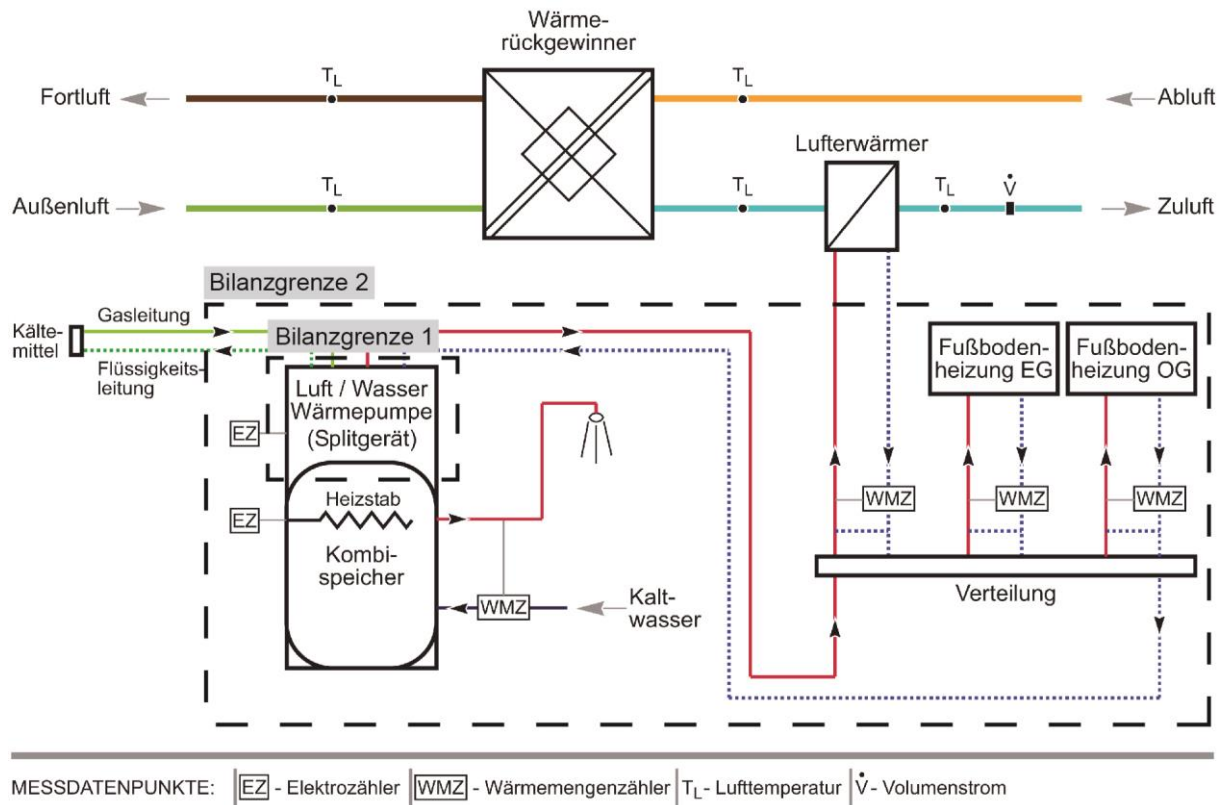 Wärme-
rückgewinner
T_L
T_L
Fortluft
Abluft
Lufterwärmer
T_L
T_L
T_L
V̇
Außenluft
Zuluft
Bilanzgrenze 2
Gasleitung
Kälte-
mittel
Bilanzgrenze 1
Flüssigkeits-
leitung
Luft / Wasser
Wärmepumpe
(Splitgerät)
EZ
Fußboden-
heizung EG
Fußboden-
heizung OG
Heizstab
EZ
Kombi-
speicher
WMZ
Kalt-
wasser
WMZ
WMZ
WMZ
Verteilung
MESSDATENPUNKTE: EZ - Elektrozähler WMZ - Wärmemengenzähler T_L - Lufttemperatur V̇ - Volumenstrom